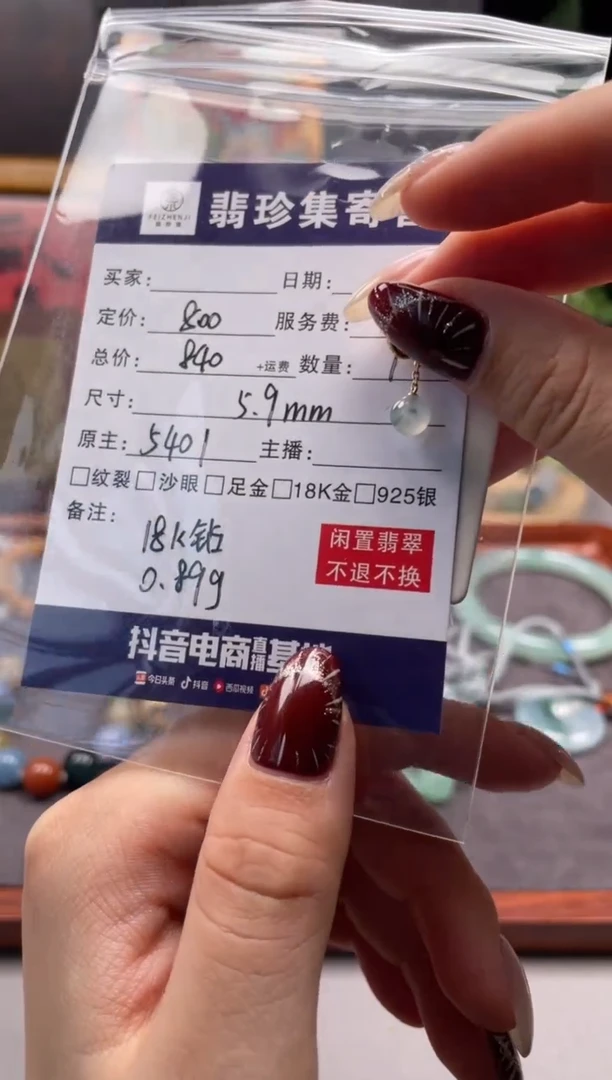 FEIZHENJI
翡珍集寄
买家:
日期:
定价: 800
服务费:
总价: 840 +运费
数量: 1
尺寸: 5.9mm
原主: 5401
主播:
□纹裂□沙眼□足金□18K金□925银
备注:
18K钻
0.89g
闲置翡翠
不退不换
抖音电商直播基地
今日头条 抖音 西瓜视频